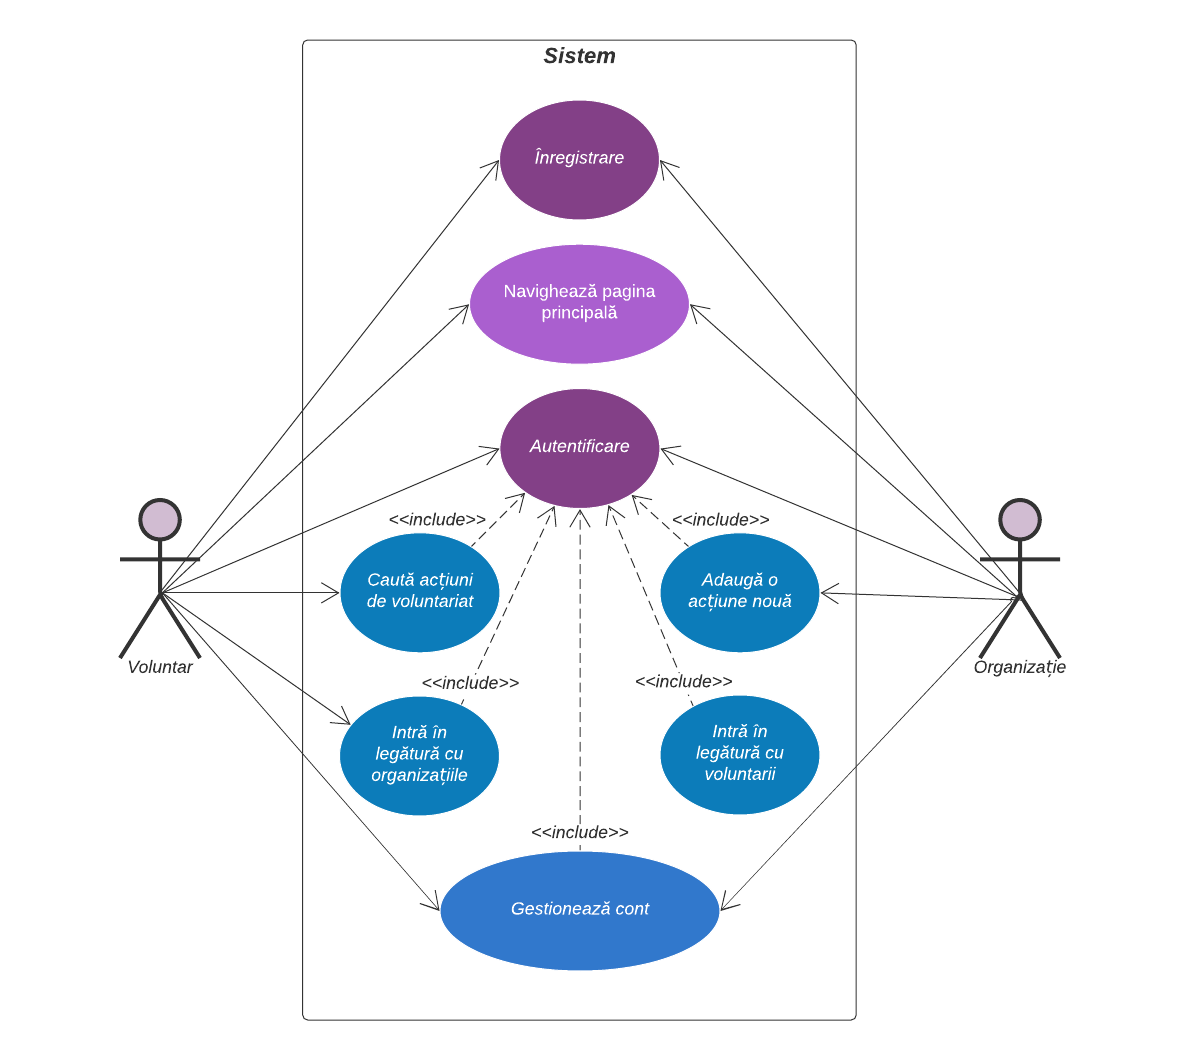 Sistem
Înregistrare
Navighează pagina
principală
Autentificare
<<include>>
<<include>>
Caută acțiuni
de voluntariat
Adaugă o
acțiune nouă
Voluntar
Organizație
<<include>>
<<include>>
Intră în
legătură cu
organizațiile
Intră în
legătură cu
voluntarii
<<include>>
Gestionează cont